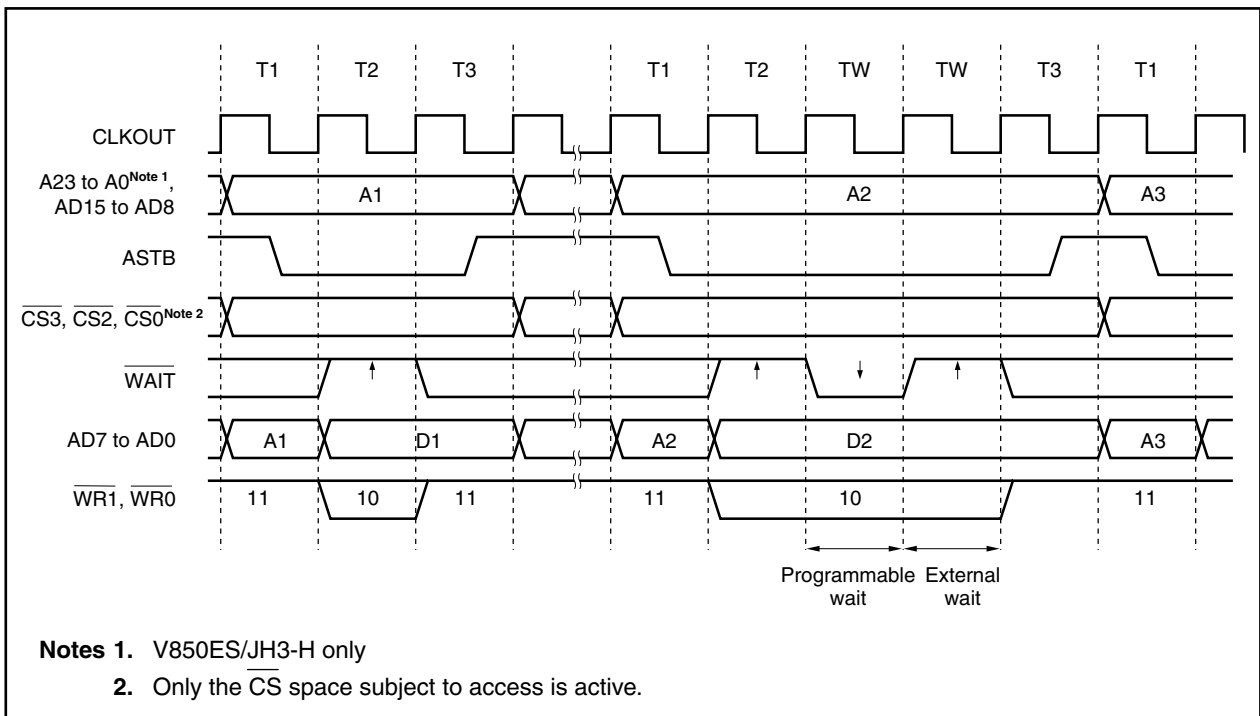 T1 T2 T3 T1 T2 TW TW T3 T1
CLKOUT
A23 to A0Note 1,
AD15 to AD8
A1 A2 A3
ASTB
CS3, CS2, CS0Note 2
WAIT
AD7 to AD0 A1 D1 A2 D2 A3
WR1, WR0 11 10 11 11 10 11
Programmable wait
External wait
Notes 1. V850ES/JH3-H only
2. Only the CS space subject to access is active.